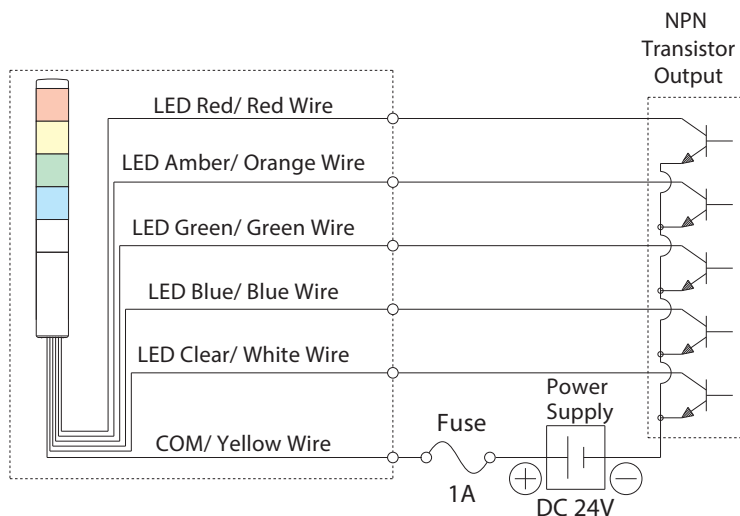 NPN
Transistor
Output
LED Red/ Red Wire
LED Amber/ Orange Wire
LED Green/ Green Wire
LED Blue/ Blue Wire
LED Clear/ White Wire
COM/ Yellow Wire
Fuse
1A
Power
Supply
+
−
DC 24V